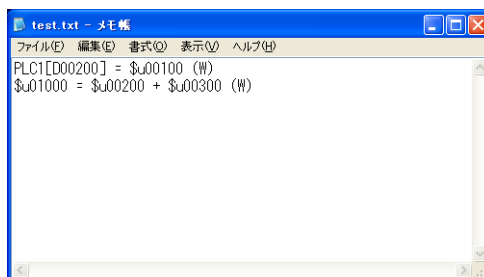 test.txt - メモ帳
ファイル(F) 編集(E) 書式(O) 表示(V) ヘルプ(H)
PLC1[D00200] = $u00100 (W)
$u01000 = $u00200 + $u00300 (W)